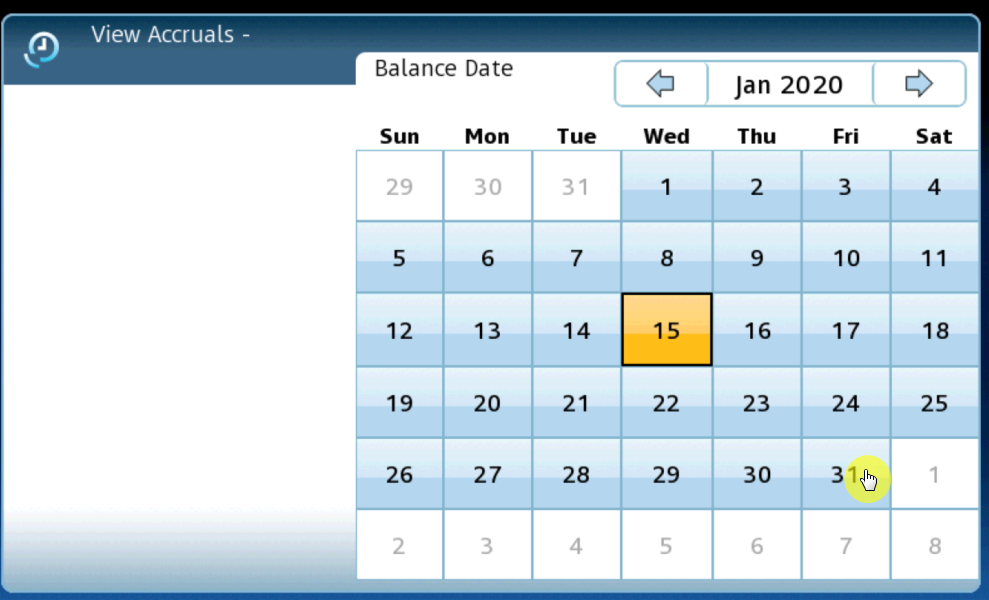 View Accruals -
Balance Date
Jan 2020
Sun Mon Tue Wed Thu Fri Sat
29 30 31 1 2 3 4
5 6 7 8 9 10 11
12 13 14 15 16 17 18
19 20 21 22 23 24 25
26 27 28 29 30 31 1
2 3 4 5 6 7 8